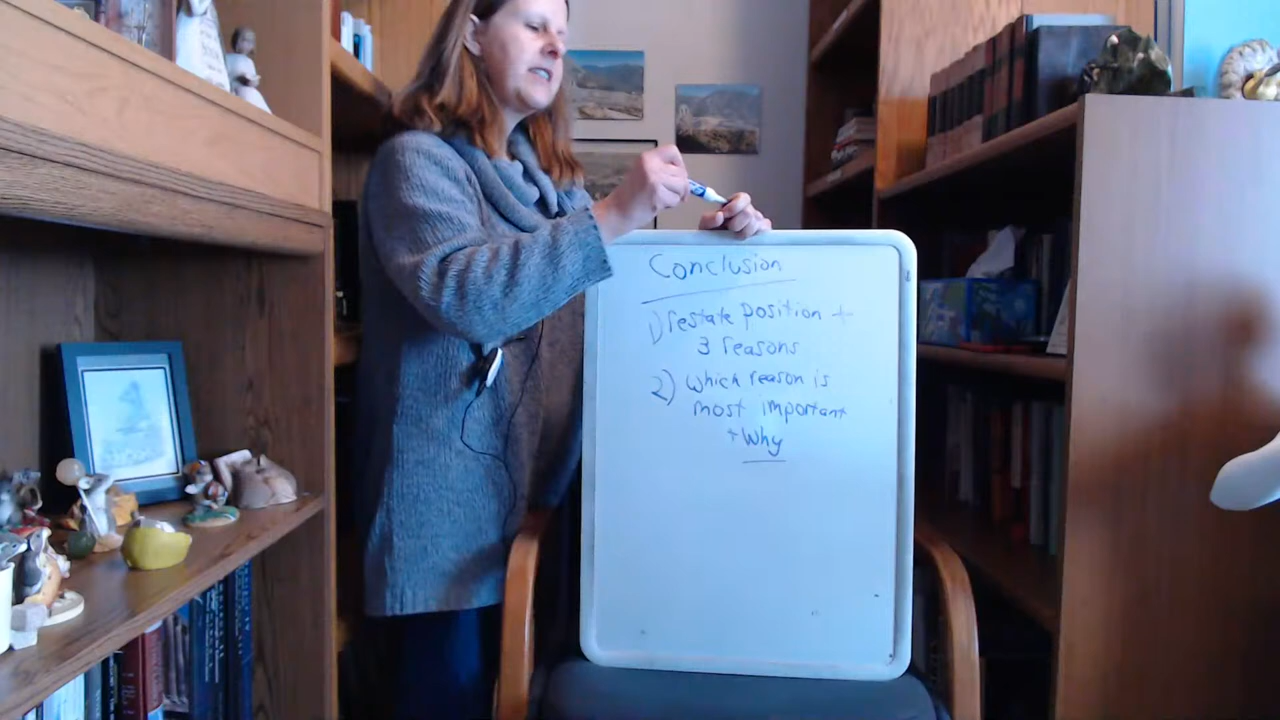 Conclusion
1) restate position +
3 reasons
2) Which reason is
most important
+ Why